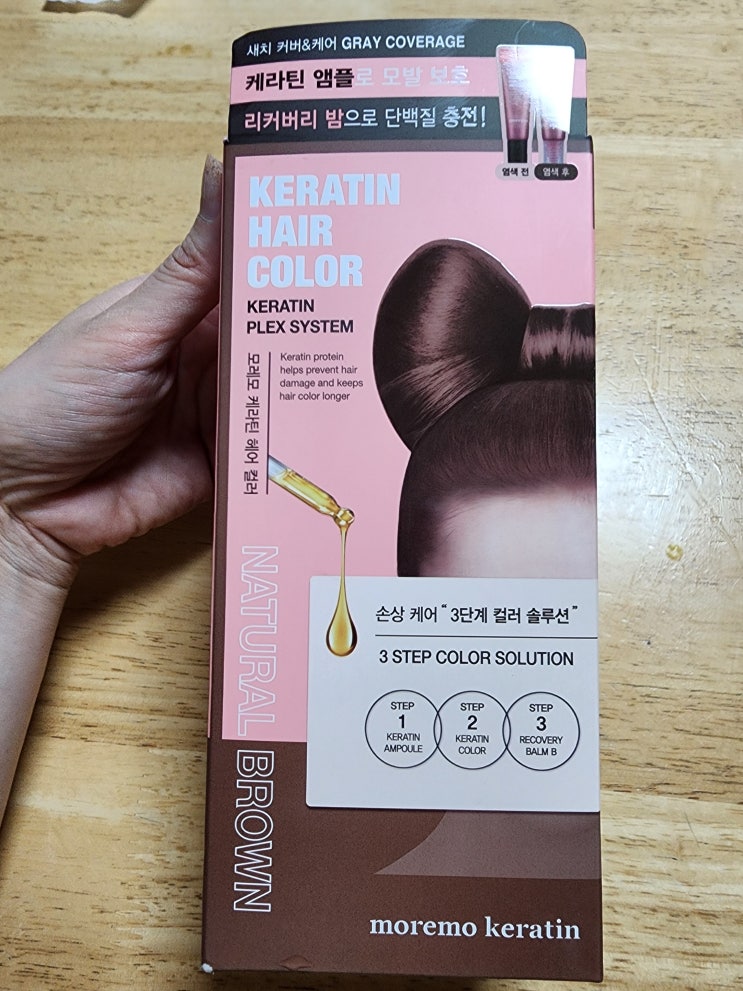 새치 커버&케어 GRAY COVERAGE
케라틴 앰플로 모발 보호
리커버리 밤으로 단백질 충전!
염색 전 염색 후
KERATIN
HAIR
COLOR
KERATIN
PLEX SYSTEM
Keratin protein
helps prevent hair
damage and keeps
hair color longer
모레모 케라틴 헤어 컬러
NATURAL BROWN
손상 케어 “3단계 컬러 솔루션”
3 STEP COLOR SOLUTION
STEP
1
KERATIN
AMPOULE
STEP
2
KERATIN
COLOR
STEP
3
RECOVERY
BALM B
moremo keratin